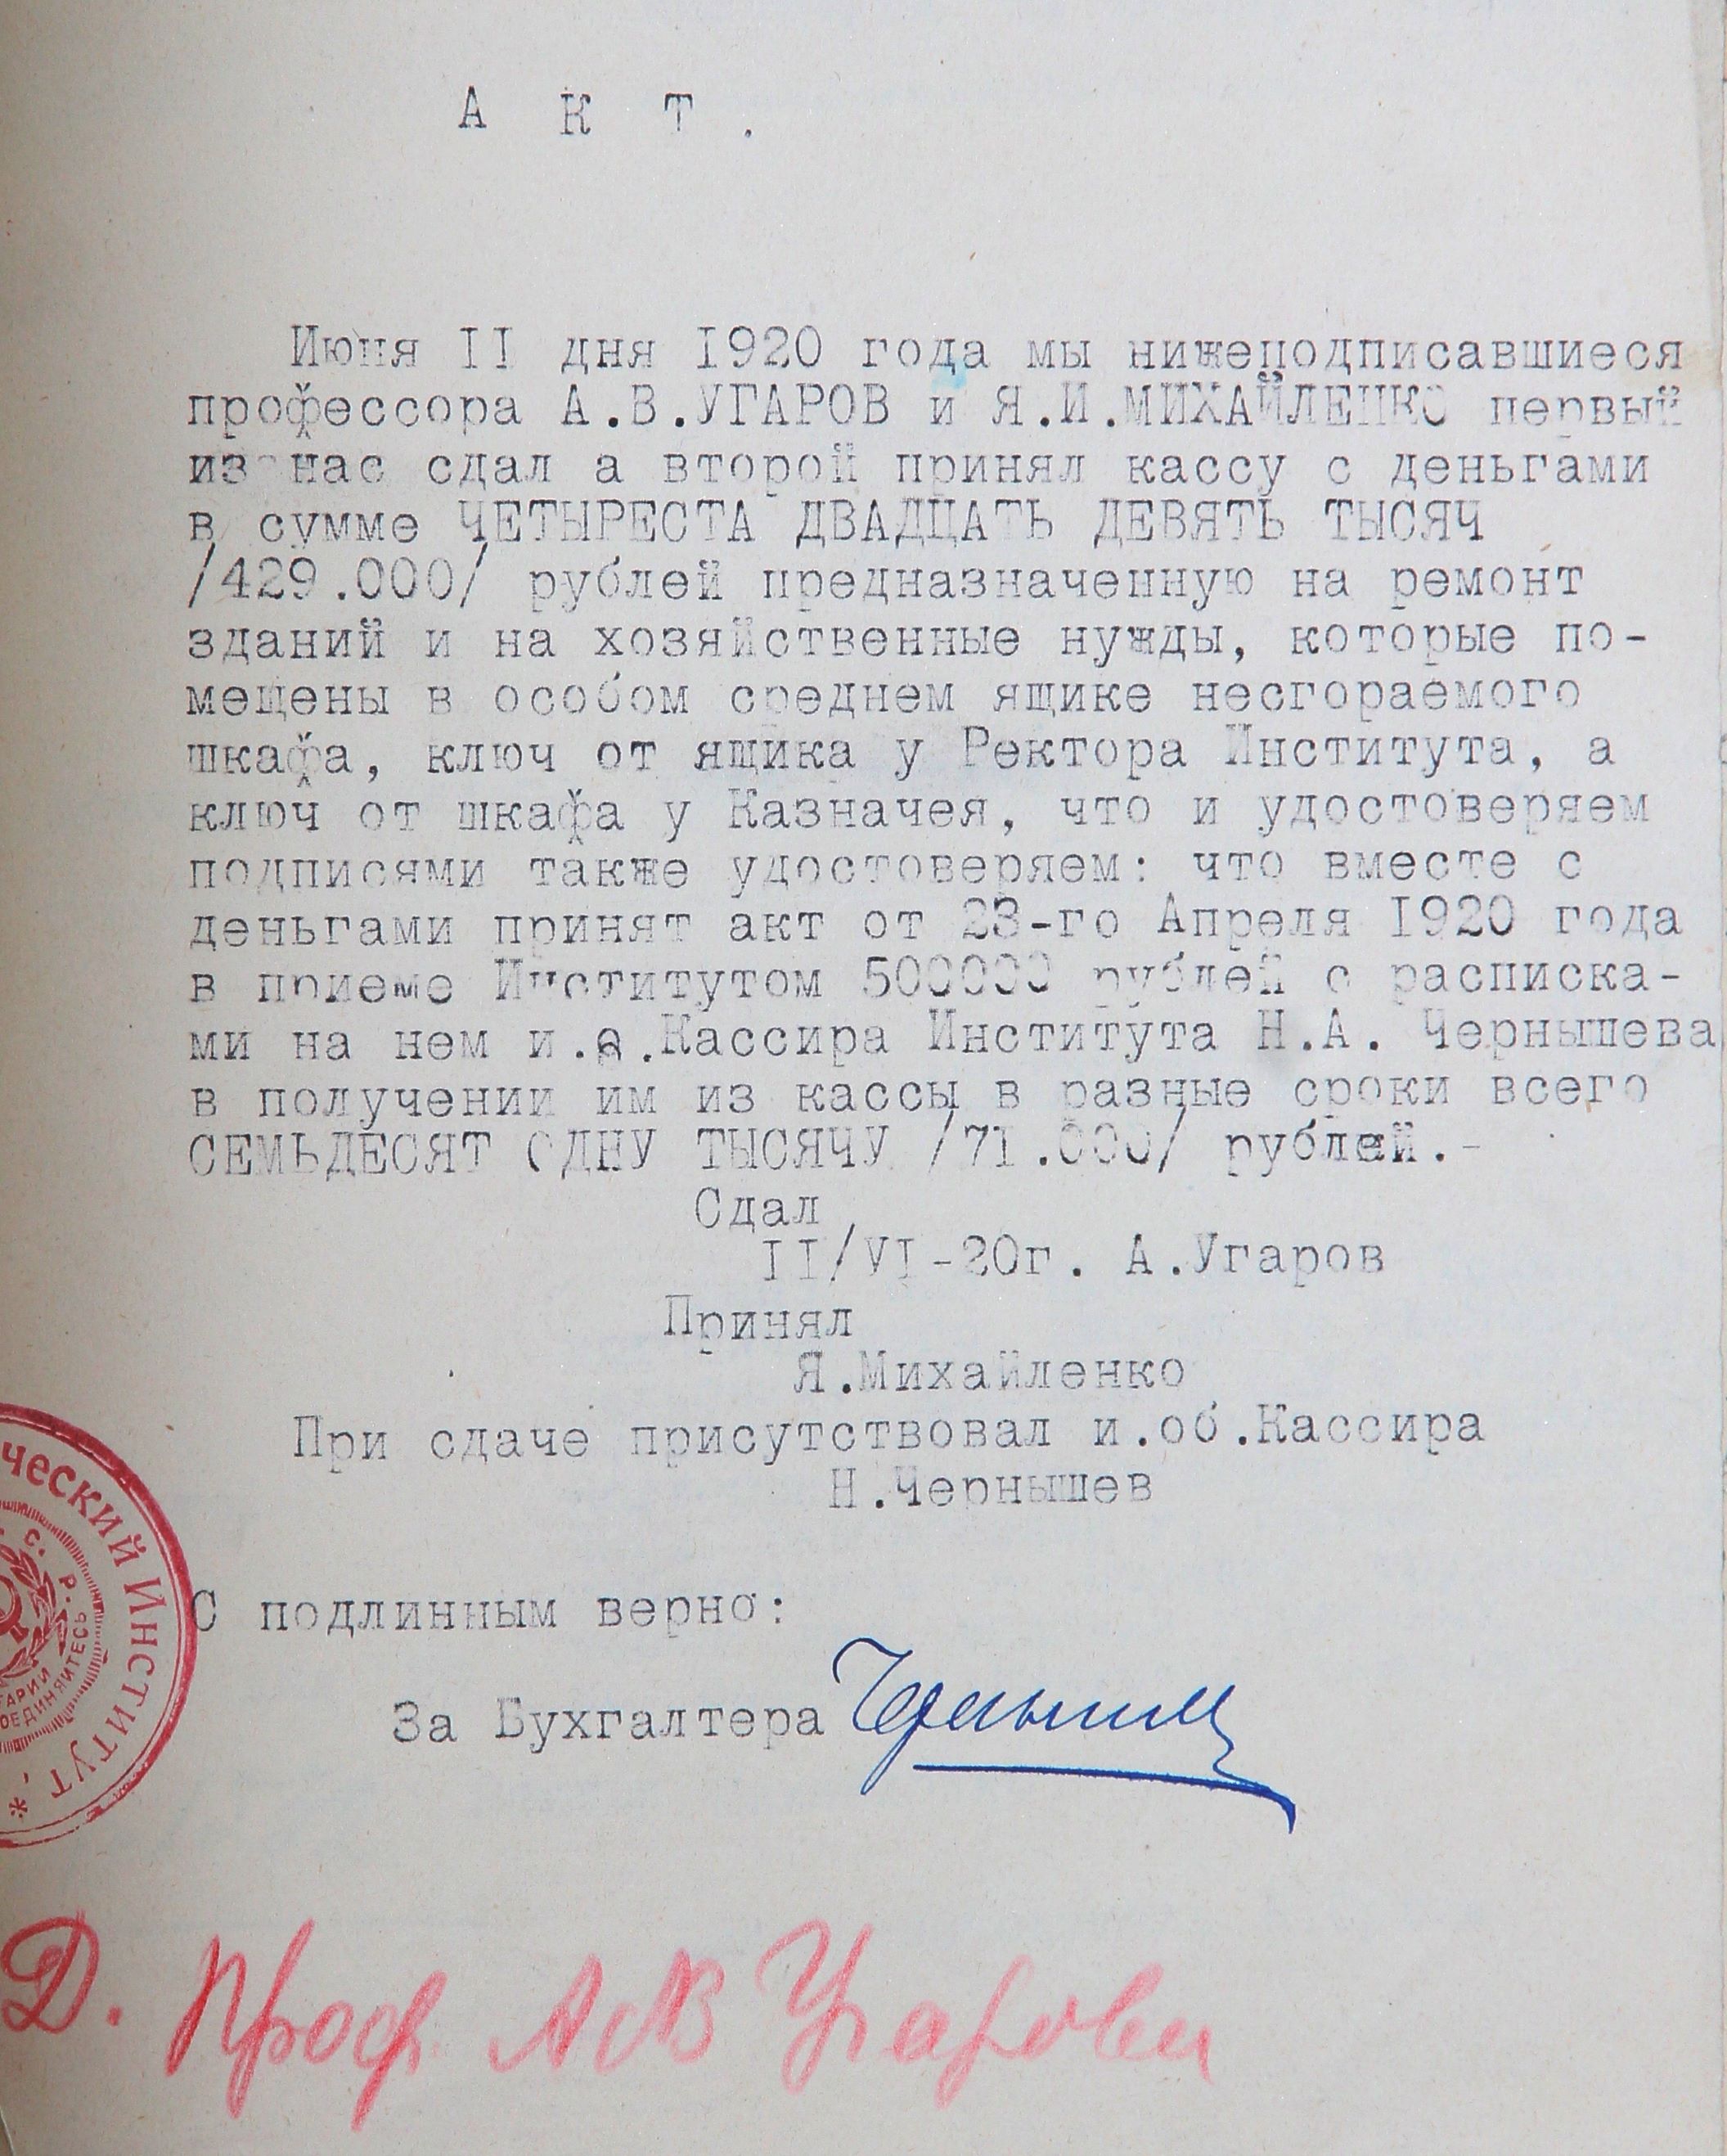 А К Т .
Июня II дня 1920 года мы нижеподписавшиеся
профессора А.В.УГАРОВ и Я.И.МИХАЙЛЕНКО первый
из нас сдал а второй принял кассу с деньгами
в сумме ЧЕТЫРЕСТА ДВАДЦАТЬ ДЕВЯТЬ ТЫСЯЧ
/429.000/ рублей предназначенную на ремонт
зданий и на хозяйственные нужды, которые по-
мещены в особом среднем ящике несгораемого
шкафа, ключ от ящика у Ректора Института, а
ключ от шкафа у Казначея, что и удостоверяем
подписями также удостоверяем: что вместе с
деньгами принят акт от 23-го Апреля 1920 года
в приеме Институтом 500000 рублей с расписка-
ми на нем и.о.Кассира Института Н.А. Чернышева
в получении им из кассы в разные сроки всего
СЕМЬДЕСЯТ ОДНУ ТЫСЯЧУ /71.000/ рублей.-
Сдал
II/VI-20г. А.Угаров
Принял
Я.Михайленко
При сдаче присутствовал и.об.Кассира
Н.Чернышев
ческий Институт,*
С. Р.
оединяйтесь
С подлинным верно:
За Бухгалтера
Д. Проф. АВ Угарова